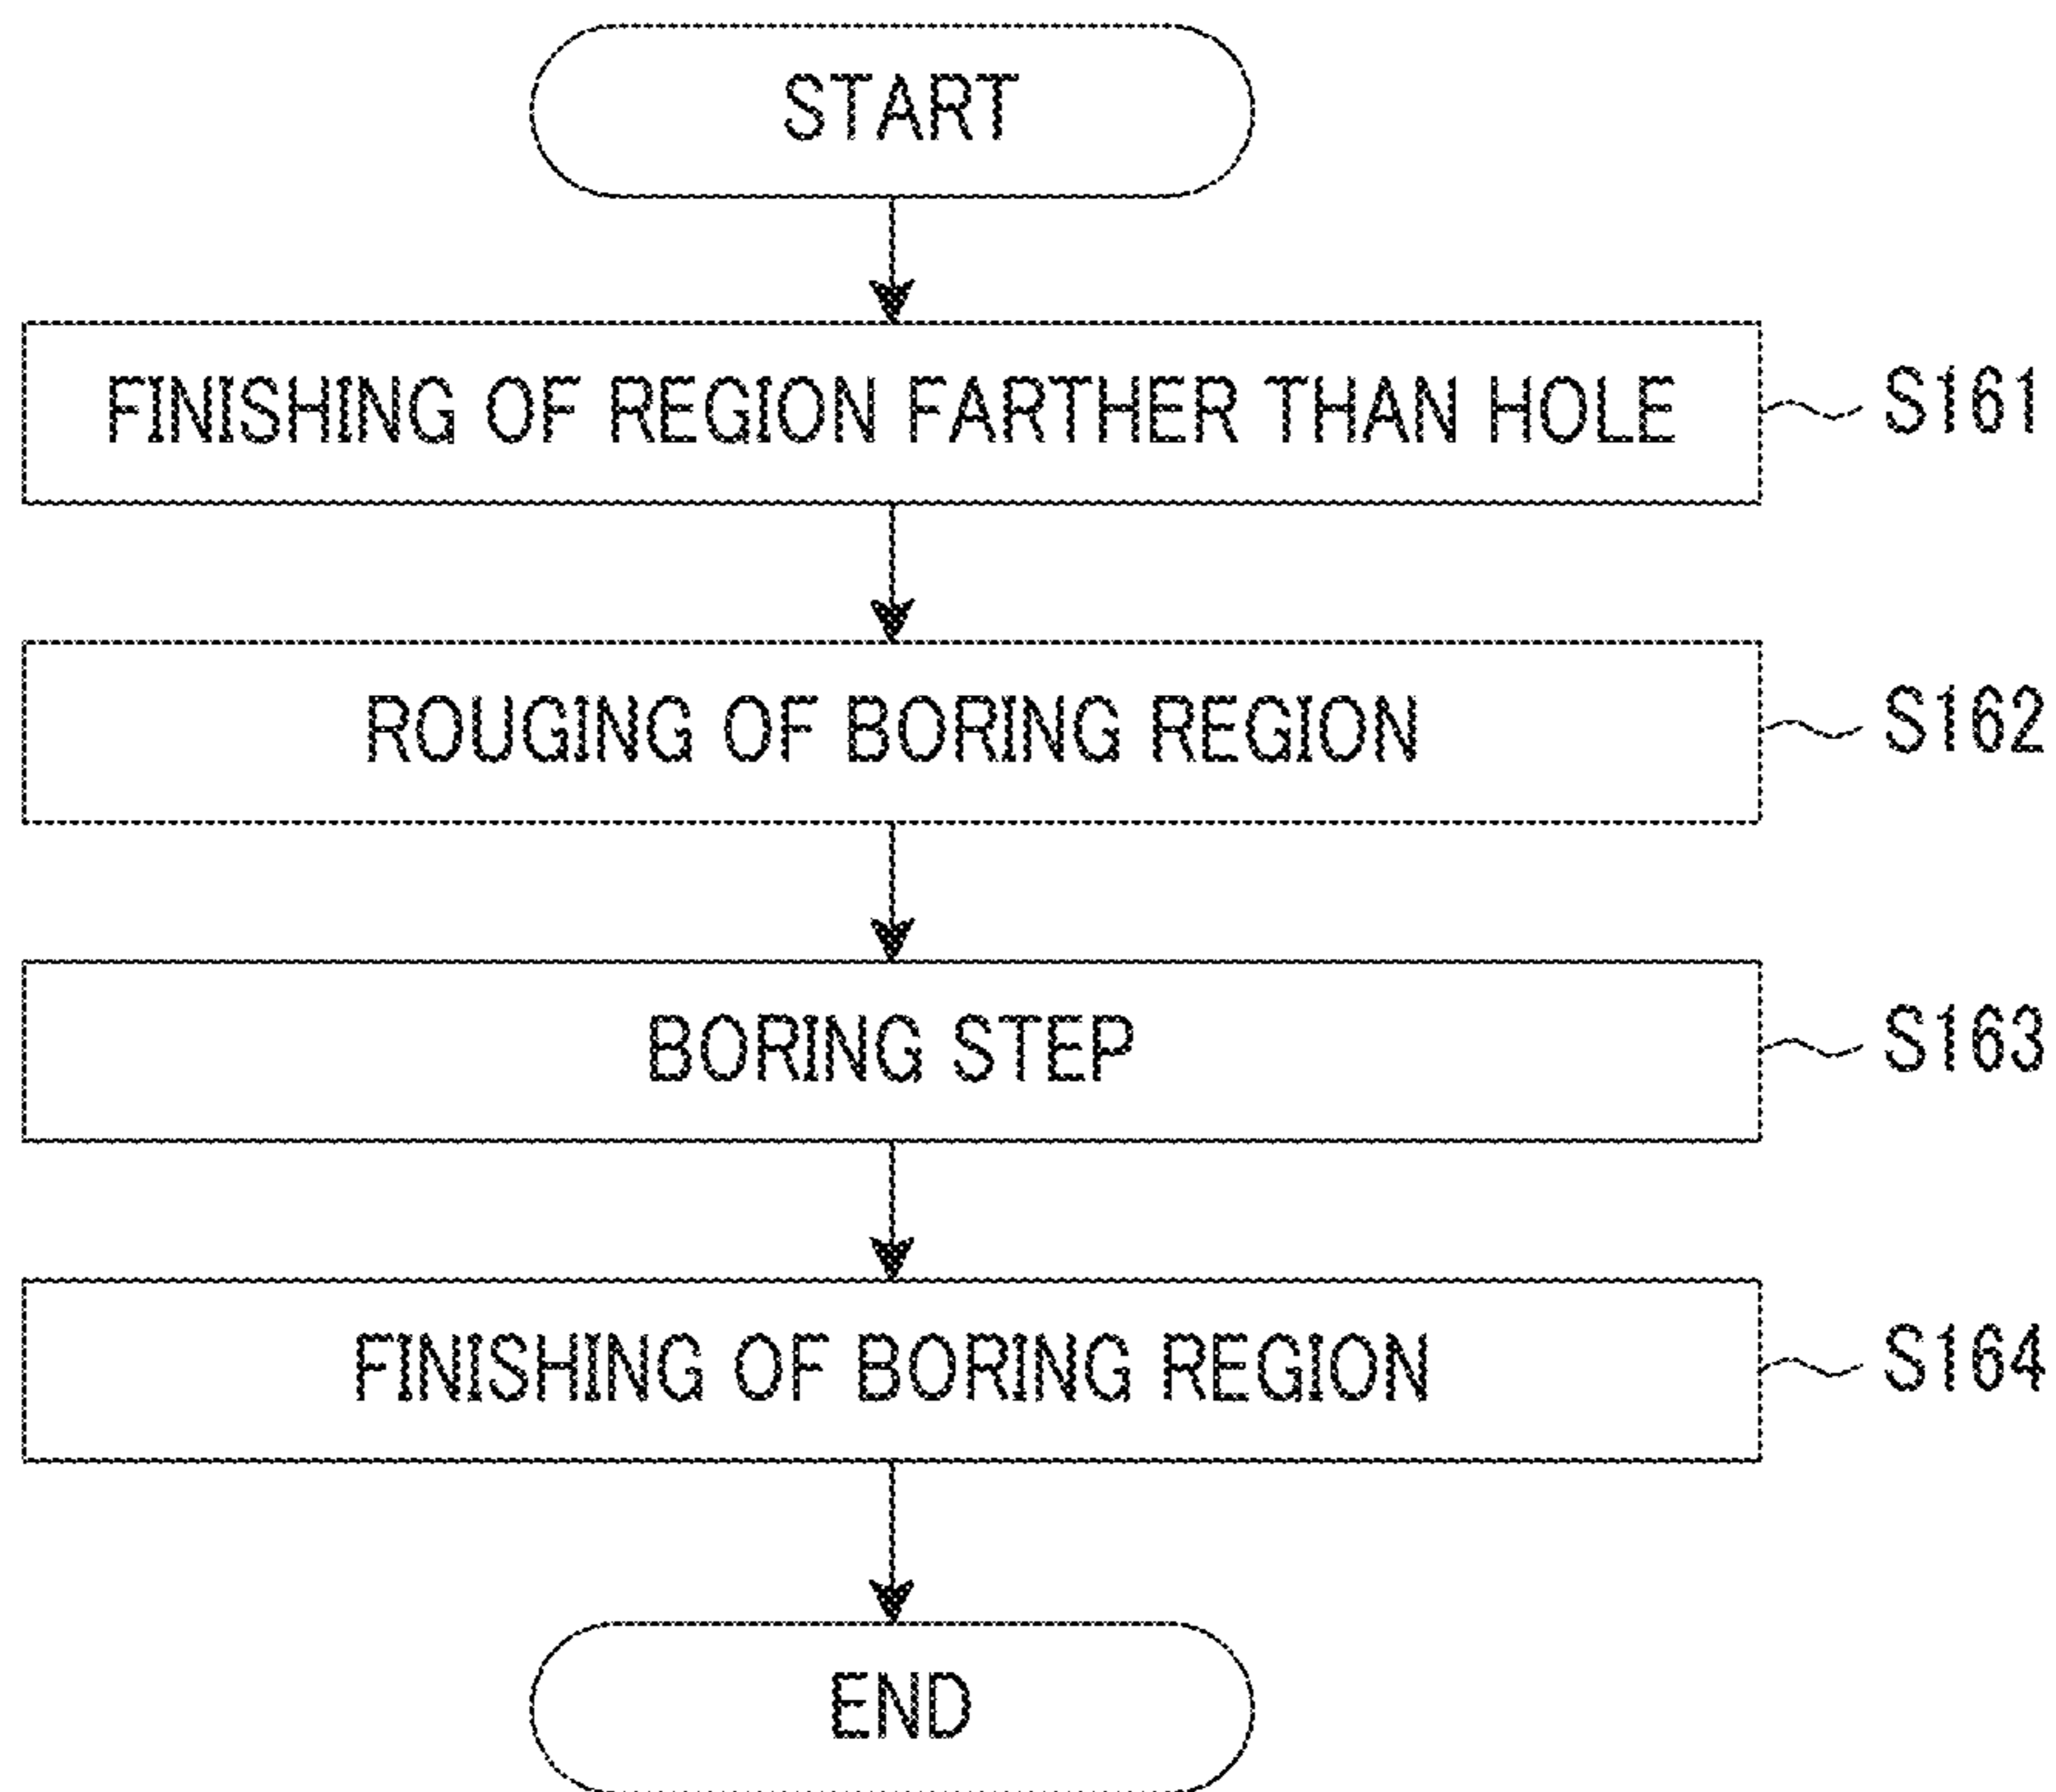 START
FINISHING OF REGION FARTHER THAN HOLE S161
ROUGING OF BORING REGION S162
BORING STEP S163
FINISHING OF BORING REGION S164
END